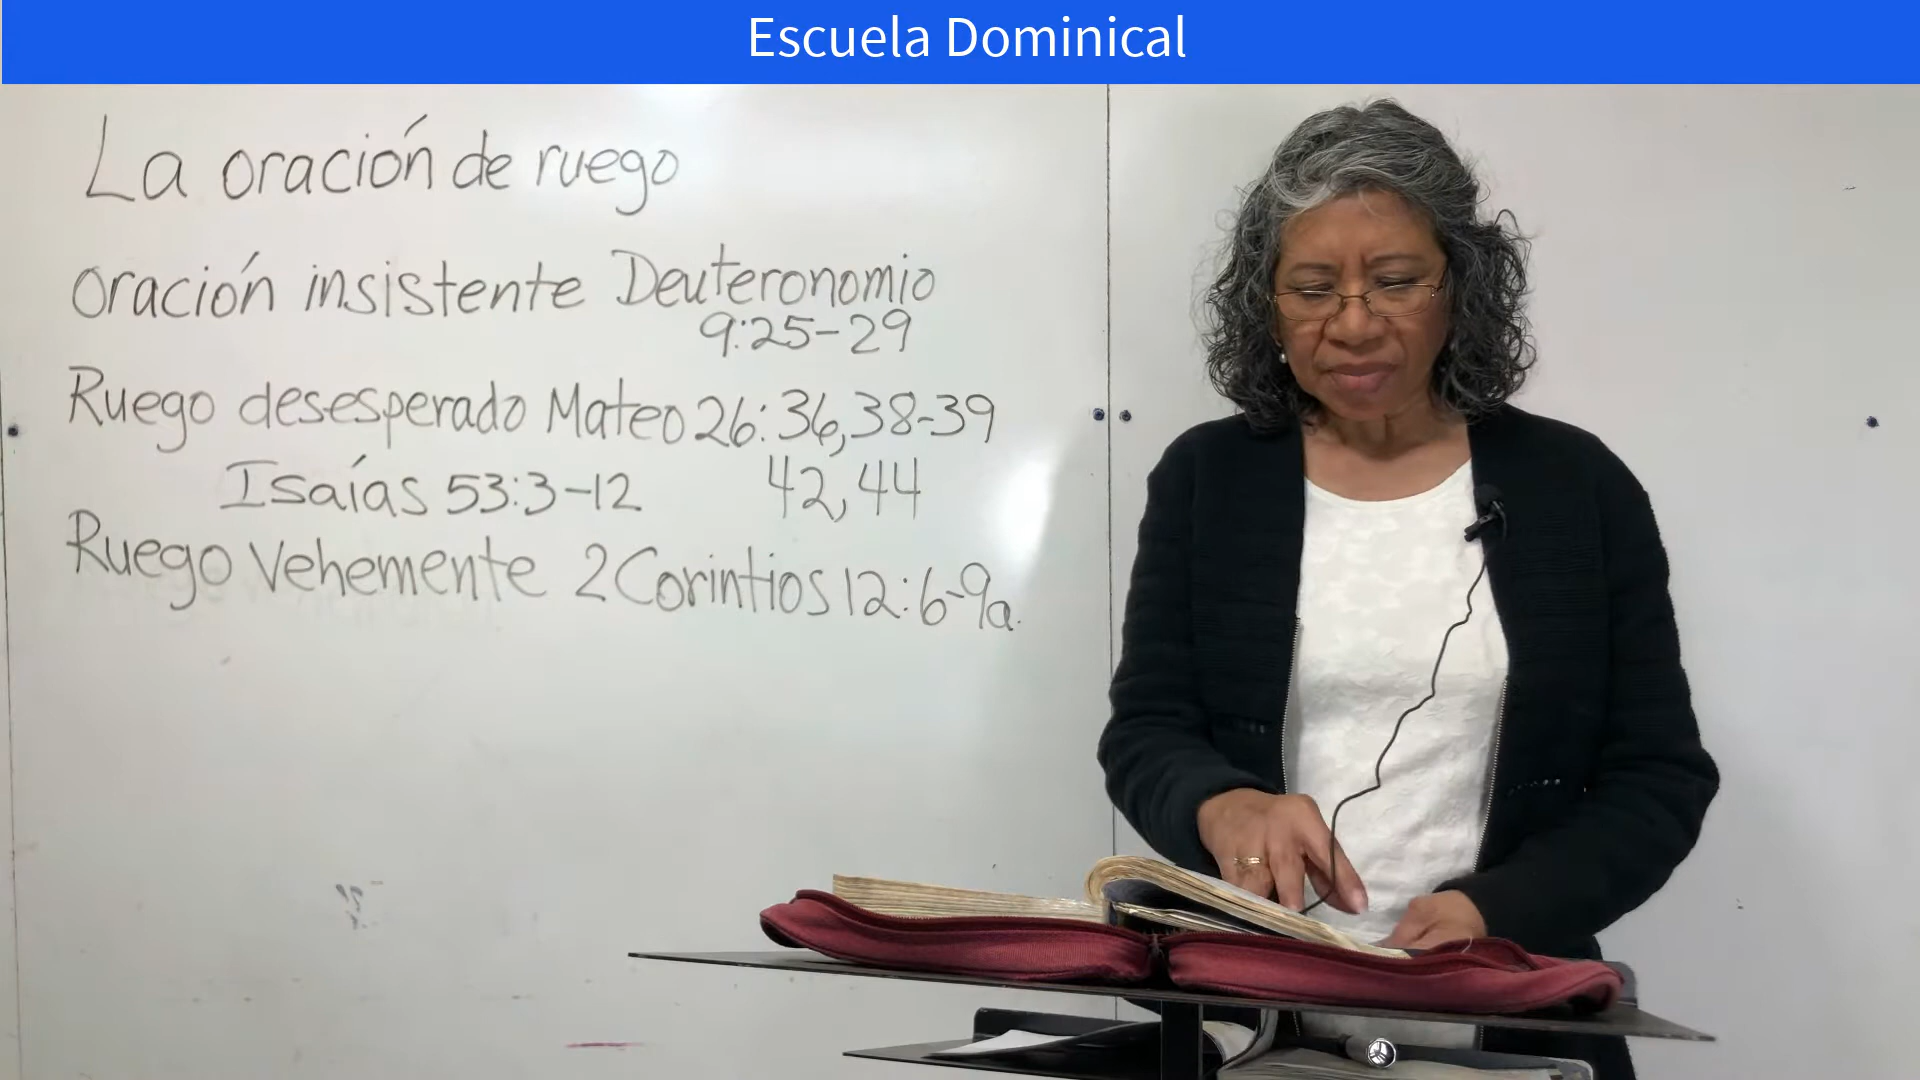 Escuela Dominical
La oración de ruego
oración insistente Deuteronomio
9:25-29
Ruego desesperado Mateo 26:36,38-39
Isaías 53:3-12 42,44
Ruego Vehemente 2 Corintios 12:6-9a.